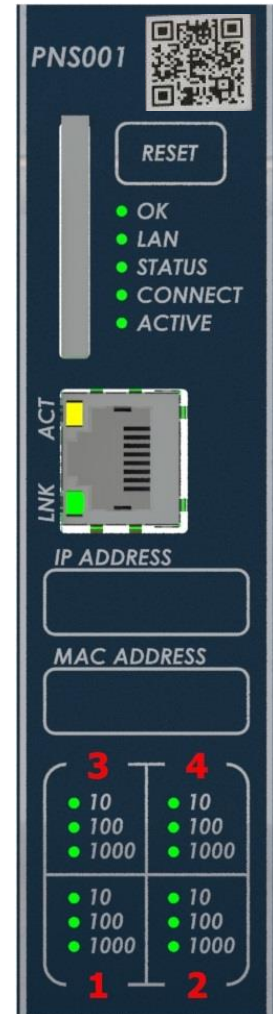 PNS001
RESET
OK
LAN
STATUS
CONNECT
ACTIVE
ACT
LNK
IP ADDRESS
MAC ADDRESS
3 4
10 10
100 100
1000 1000
10 10
100 100
1000 1000
1 2